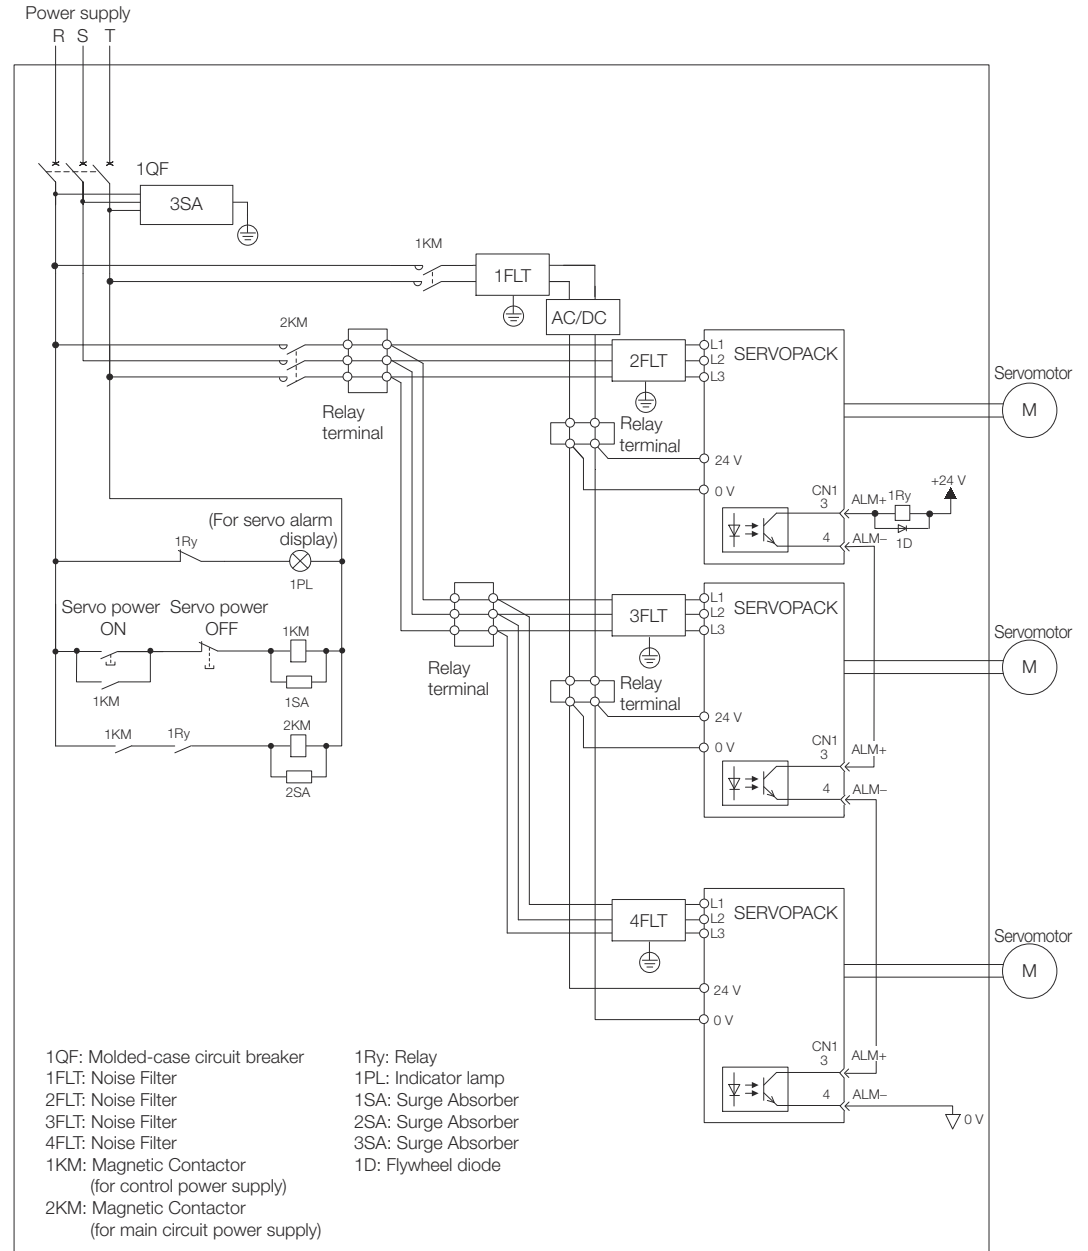 Power supply
R S T
1QF
3SA
1KM
1FLT
AC/DC
2KM
Relay
terminal
2FLT
L1
L2
L3
SERVOPACK
Servomotor
M
Relay
terminal
24 V
0 V
CN1
3
4
ALM+
1Ry
+24 V
1D
ALM−
(For servo alarm
display)
1Ry
1PL
Servo power
ON
Servo power
OFF
1KM
1KM
1SA
1KM
1Ry
2KM
2SA
Relay
terminal
3FLT
L1
L2
L3
SERVOPACK
Servomotor
M
Relay
terminal
24 V
0 V
CN1
3
4
ALM+
ALM−
4FLT
L1
L2
L3
SERVOPACK
Servomotor
M
24 V
0 V
CN1
3
4
ALM+
ALM−
0 V
1QF: Molded-case circuit breaker
1FLT: Noise Filter
2FLT: Noise Filter
3FLT: Noise Filter
4FLT: Noise Filter
1KM: Magnetic Contactor
(for control power supply)
2KM: Magnetic Contactor
(for main circuit power supply)
1Ry: Relay
1PL: Indicator lamp
1SA: Surge Absorber
2SA: Surge Absorber
3SA: Surge Absorber
1D: Flywheel diode